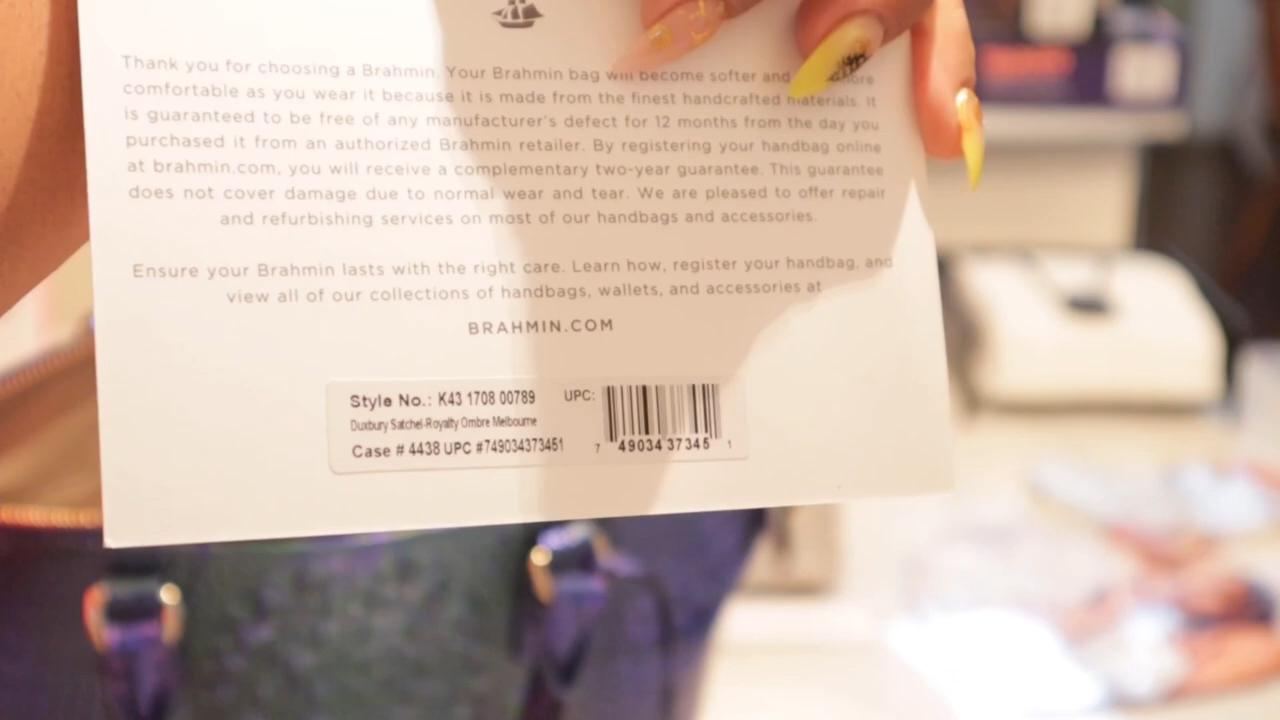 Thank you for choosing a Brahmin. Your Brahmin bag will become softer and more
comfortable as you wear it because it is made from the finest handcrafted materials. It
is guaranteed to be free of any manufacturer's defect for 12 months from the day you
purchased it from an authorized Brahmin retailer. By registering your handbag online
at brahmin.com, you will receive a complementary two-year guarantee. This guarantee
does not cover damage due to normal wear and tear. We are pleased to offer repair
and refurbishing services on most of our handbags and accessories.
Ensure your Brahmin lasts with the right care. Learn how, register your handbag, and
view all of our collections of handbags, wallets, and accessories at
BRAHMIN.COM
Style No.: K43 1708 00789 UPC:
Duxbury Satchel-Royalty Ombre Melbourne
Case # 4438 UPC #749034373451
7 49034 37345 1